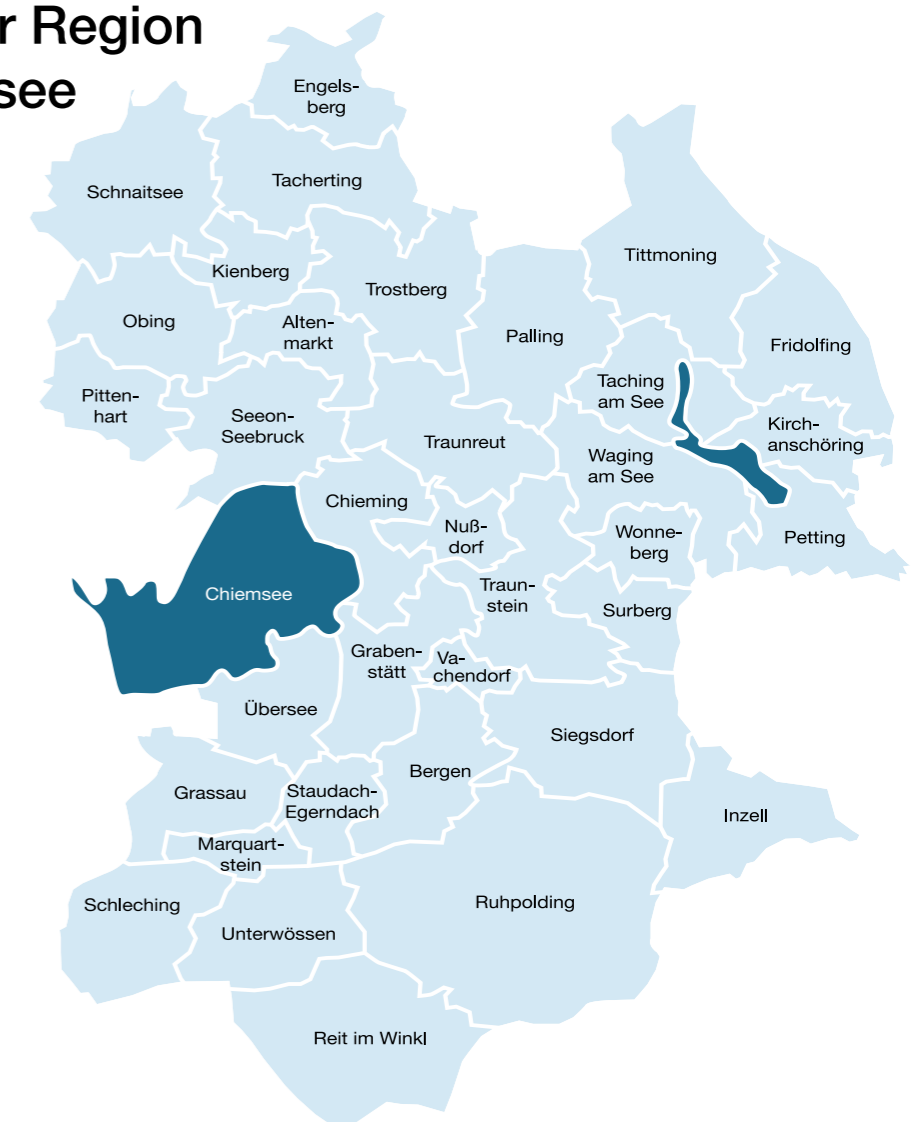 r Region
see
Engels-
berg
Schnaitsee
Tacherting
Tittmoning
Kienberg
Trostberg
Obing
Alten-
markt
Palling
Fridolfing
Pitten-
hart
Taching
am See
Seeon-
Seebruck
Traunreut
Kirch-
anschöring
Waging
am See
Chieming
Nuß-
dorf
Wonne-
berg
Petting
Chiemsee
Traun-
stein
Surberg
Graben-
stätt
Va-
chendorf
Übersee
Siegsdorf
Bergen
Grassau
Staudach-
Egerndach
Inzell
Marquart-
stein
Schleching
Ruhpolding
Unterwössen
Reit im Winkl